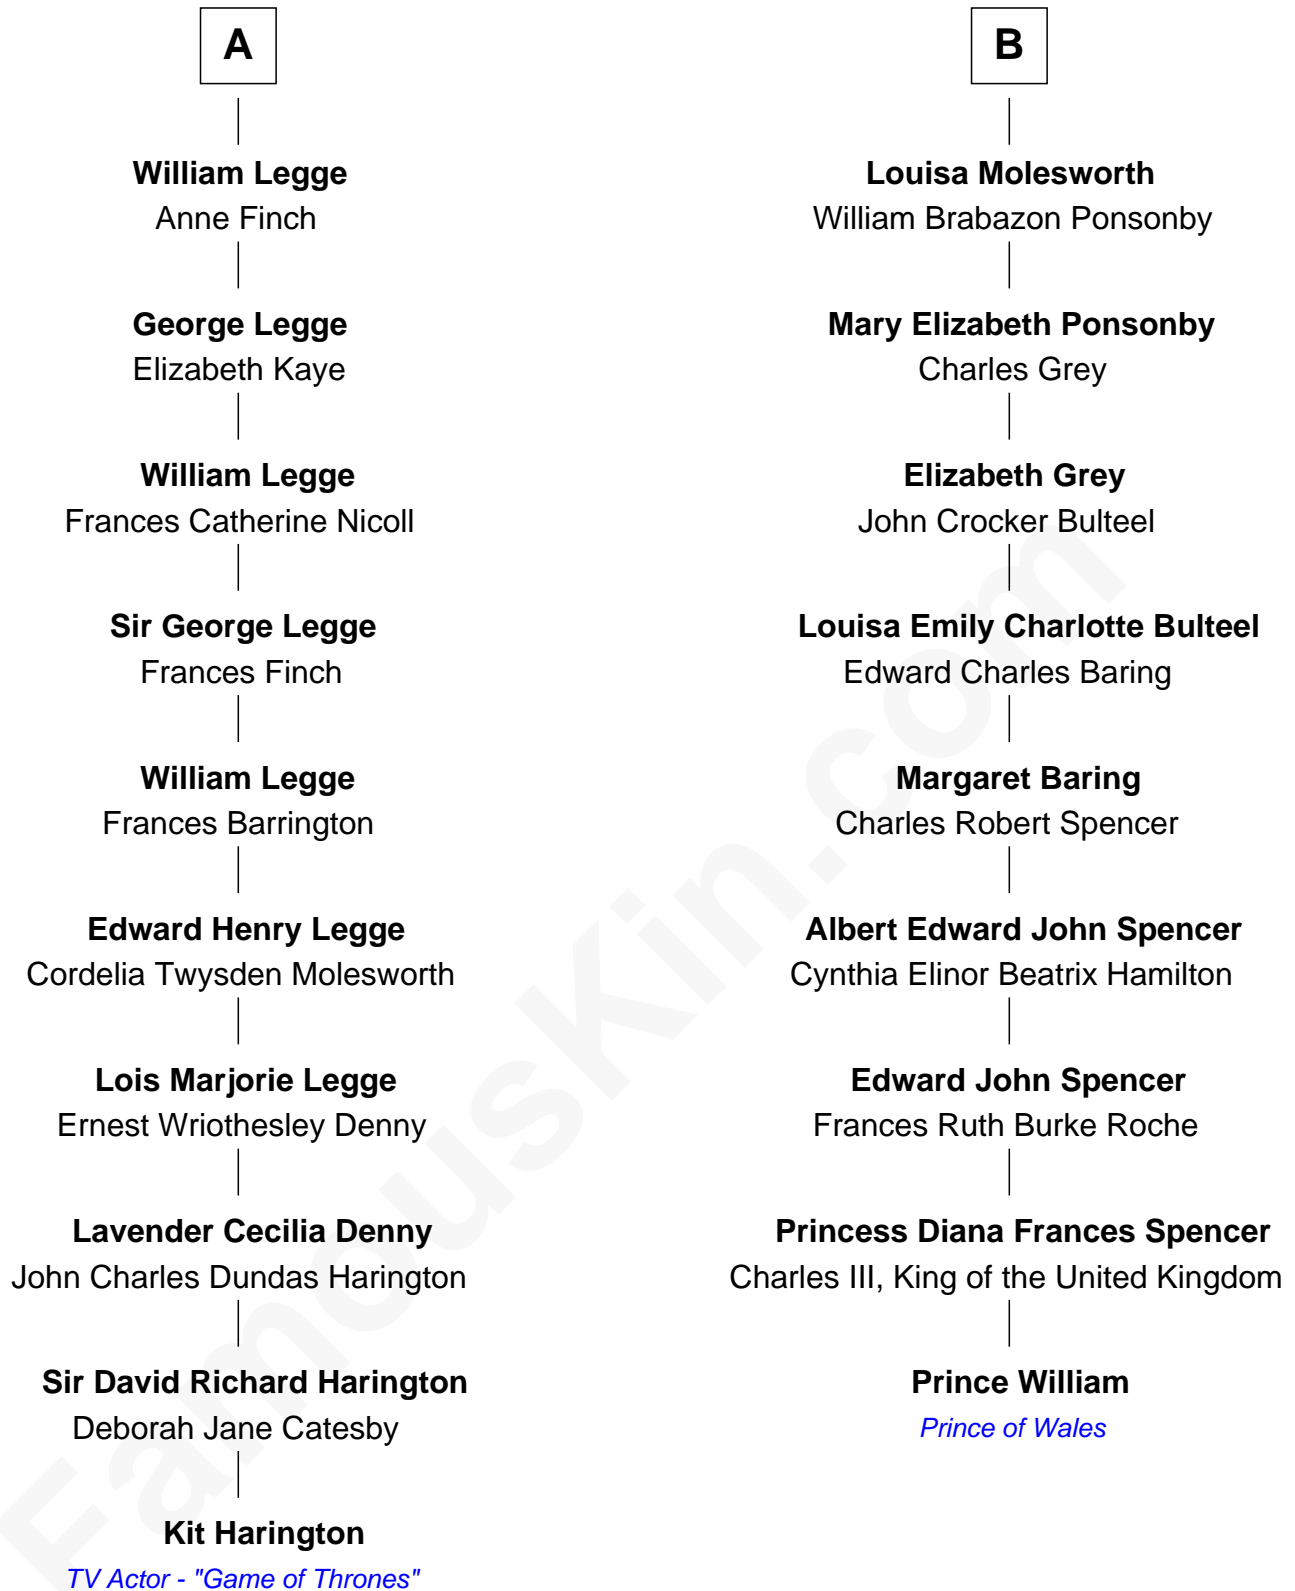 A
William Legge
Anne Finch
George Legge
Elizabeth Kaye
William Legge
Frances Catherine Nicoll
Sir George Legge
Frances Finch
William Legge
Frances Barrington
Edward Henry Legge
Cordelia Twysden Molesworth
Lois Marjorie Legge
Ernest Wriothesley Denny
Lavender Cecilia Denny
John Charles Dundas Harington
Sir David Richard Harington
Deborah Jane Catesby
Kit Harington
TV Actor - "Game of Thrones"
B
Louisa Molesworth
William Brabazon Ponsonby
Mary Elizabeth Ponsonby
Charles Grey
Elizabeth Grey
John Crocker Bulteel
Louisa Emily Charlotte Bulteel
Edward Charles Baring
Margaret Baring
Charles Robert Spencer
Albert Edward John Spencer
Cynthia Elinor Beatrix Hamilton
Edward John Spencer
Frances Ruth Burke Roche
Princess Diana Frances Spencer
Charles III, King of the United Kingdom
Prince William
Prince of Wales
FamousKin.com